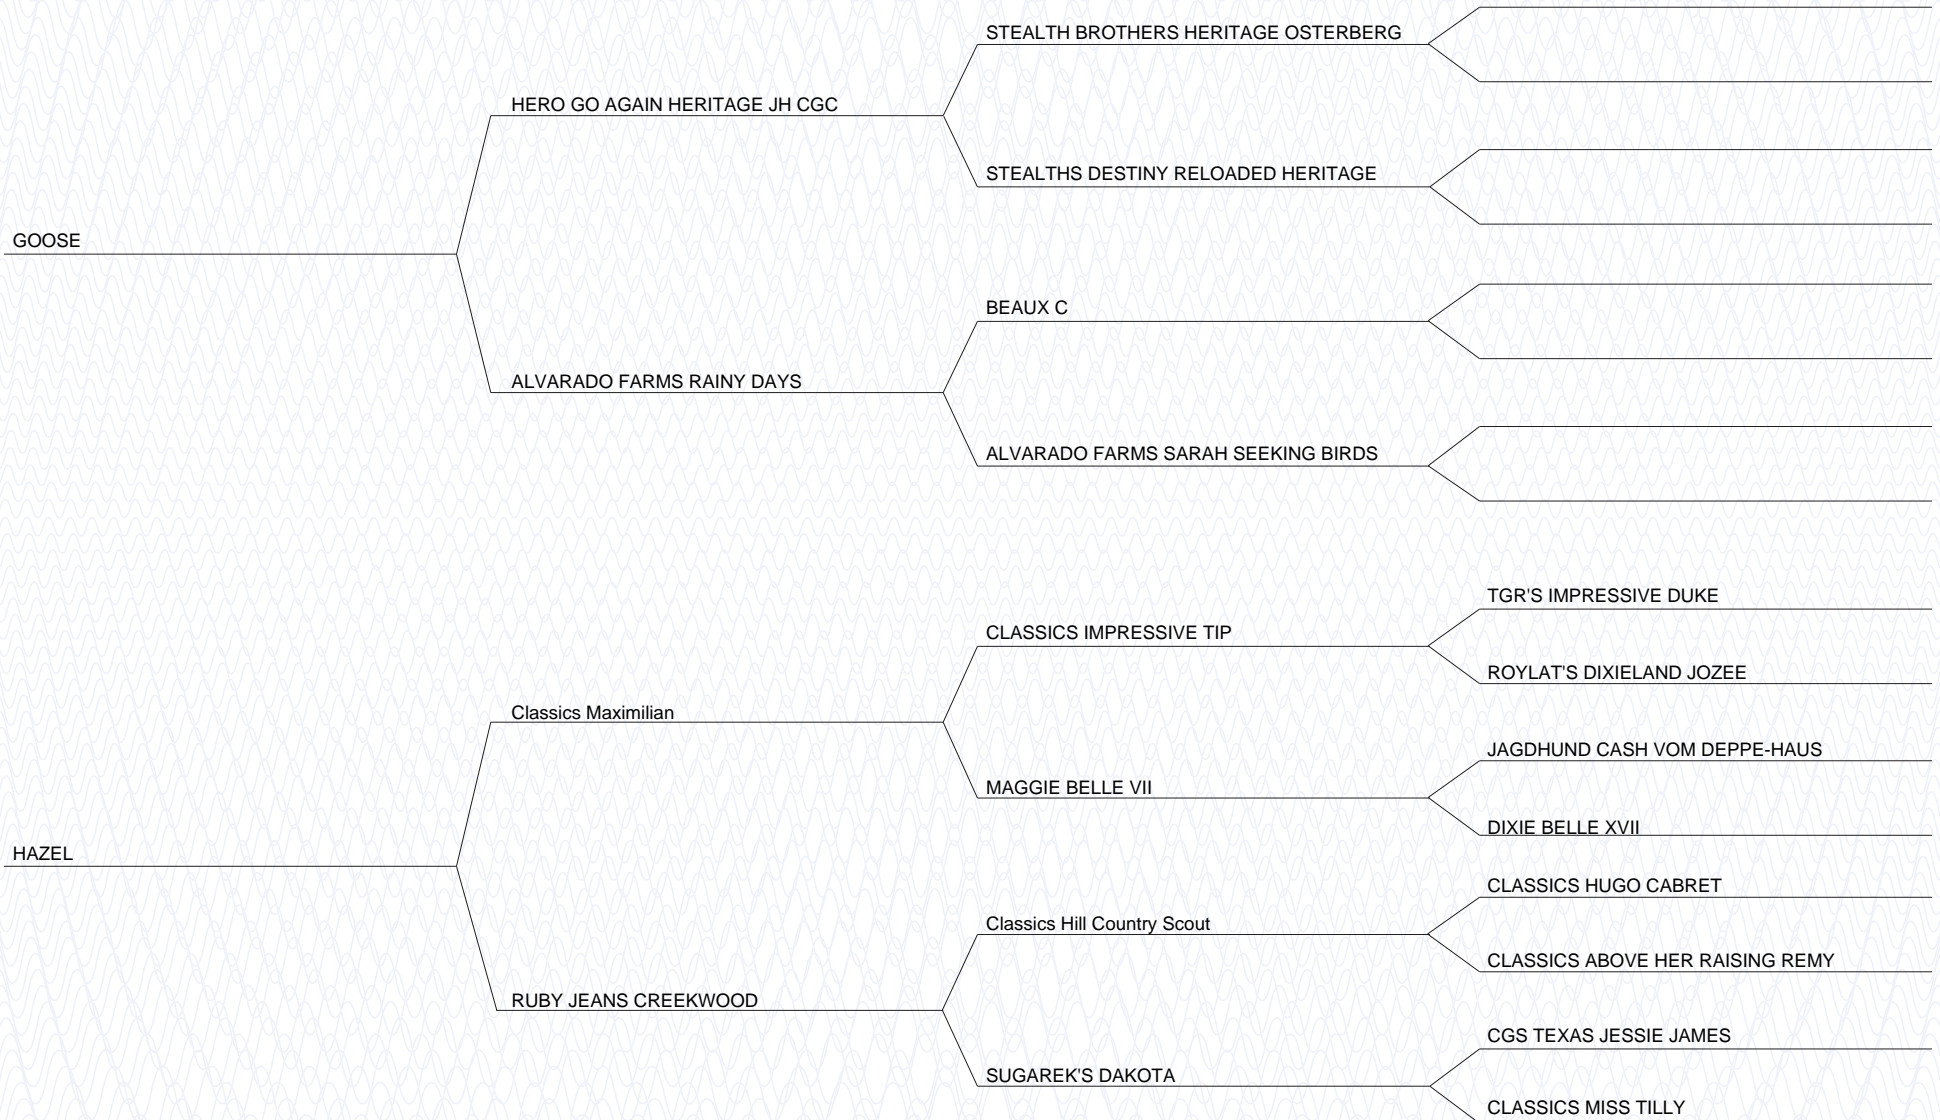 STEALTH BROTHERS HERITAGE OSTERBERG
HERO GO AGAIN HERITAGE JH CGC
STEALTHS DESTINY RELOADED HERITAGE
GOOSE
BEAUX C
ALVARADO FARMS RAINY DAYS
ALVARADO FARMS SARAH SEEKING BIRDS
TGR'S IMPRESSIVE DUKE
CLASSICS IMPRESSIVE TIP
ROYLAT'S DIXIELAND JOZEE
Classics Maximilian
JAGDHUND CASH VOM DEPPE-HAUS
MAGGIE BELLE VII
DIXIE BELLE XVII
HAZEL
CLASSICS HUGO CABRET
Classics Hill Country Scout
CLASSICS ABOVE HER RAISING REMY
RUBY JEANS CREEKWOOD
CGS TEXAS JESSIE JAMES
SUGAREK'S DAKOTA
CLASSICS MISS TILLY